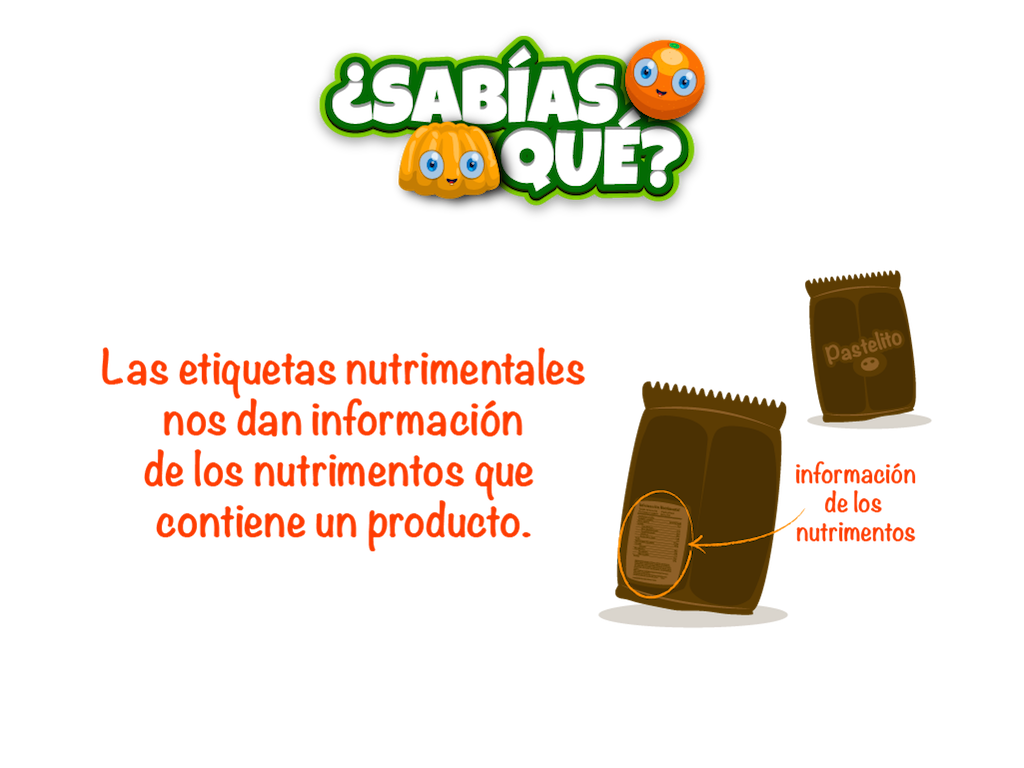 ¿SABÍAS
QUÉ?
Las etiquetas nutrimentales
nos dan información
de los nutrimentos que
contiene un producto.
Pastelito
información
de los
nutrimentos